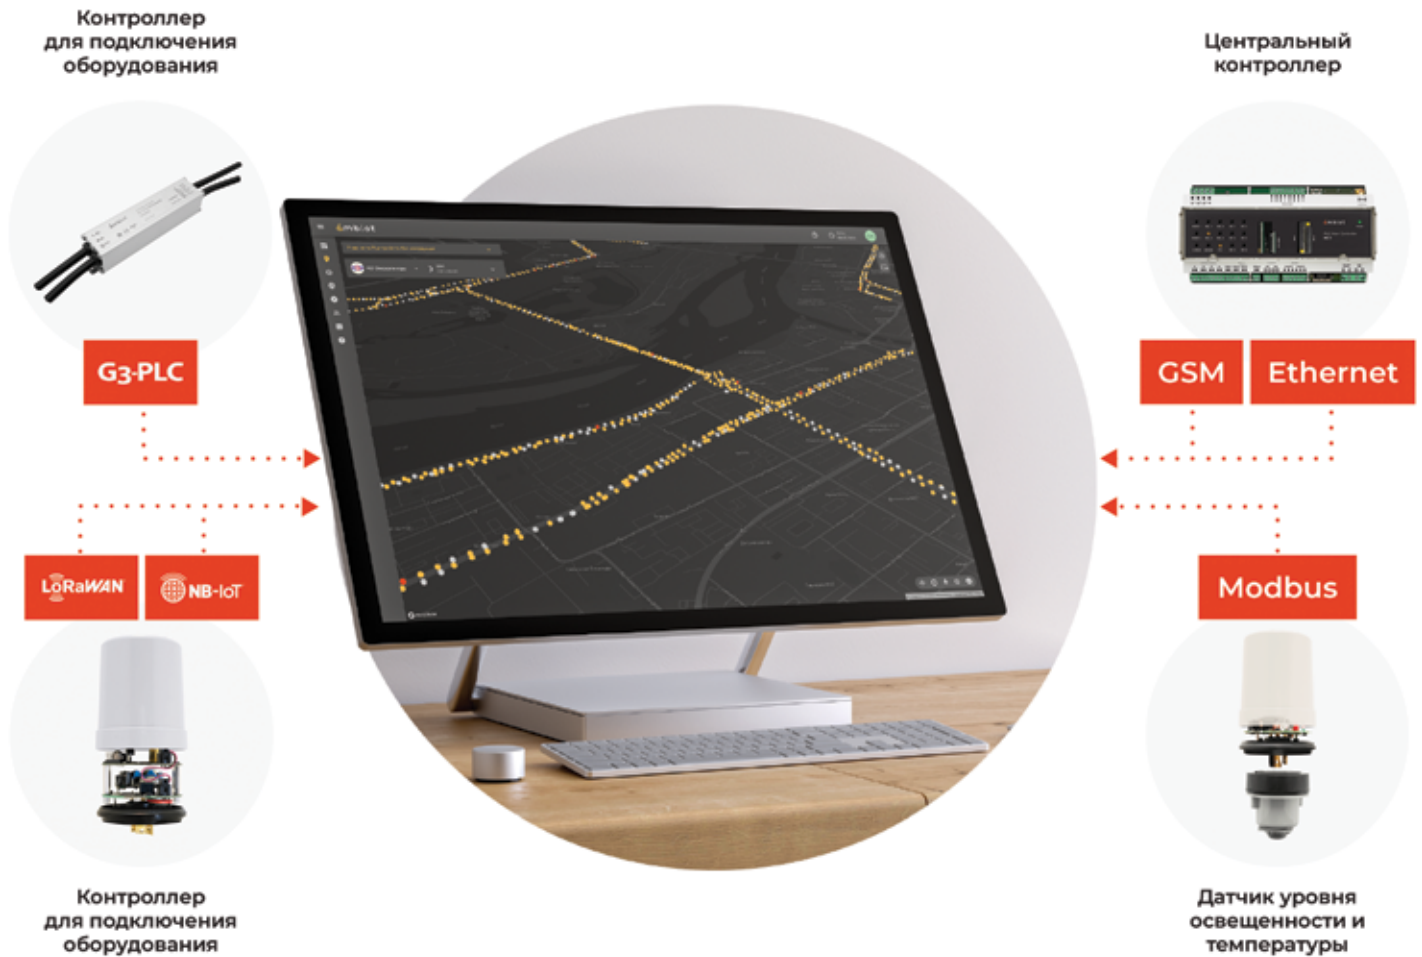 Контроллер
для подключения
оборудования
Центральный
контроллер
G3-PLC
GSM
Ethernet
LoRaWAN
NB-IoT
Modbus
Контроллер
для подключения
оборудования
Датчик уровня
освещенности и
температуры